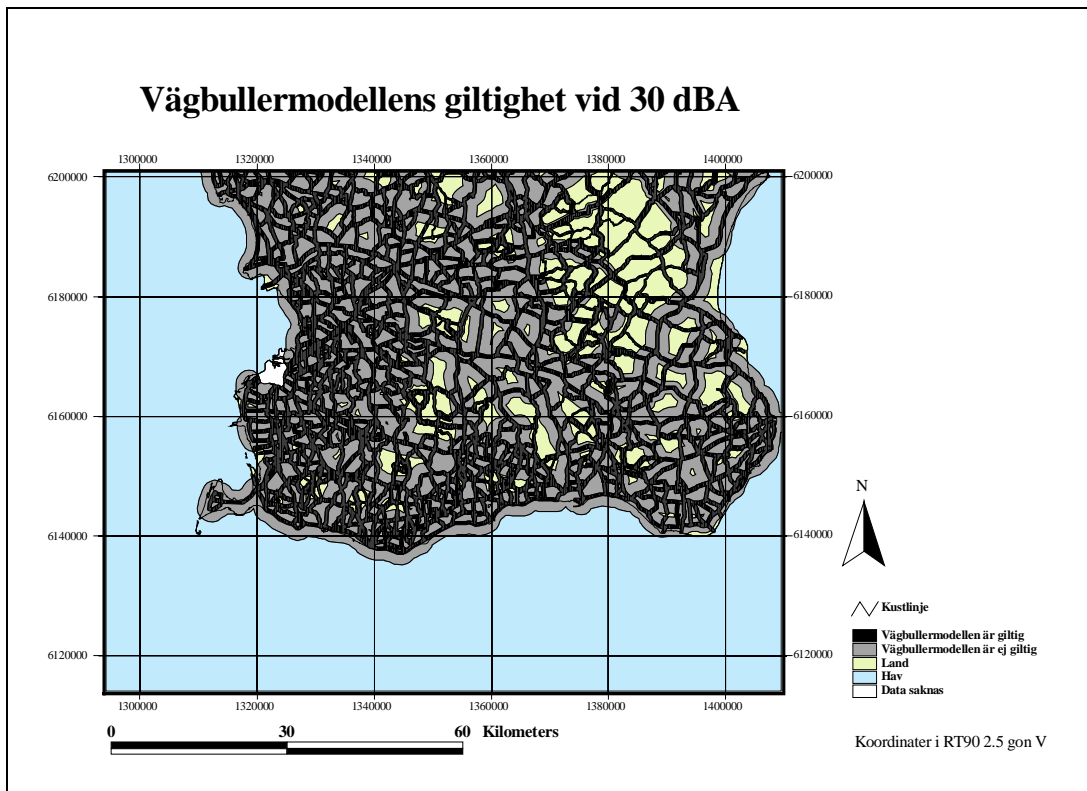 Vägbullermodellens giltighet vid 30 dBA
1300000 1320000 1340000 1360000 1380000 1400000
6200000 6200000
6180000 6180000
6160000 6160000
6140000 6140000
6120000 6120000
1300000 1320000 1340000 1360000 1380000 1400000
0 30 60 Kilometers
N
Kustlinje
Vägbullermodellen är giltig
Vägbullermodellen är ej giltig
Land
Hav
Data saknas
Koordinater i RT90 2.5 gon V